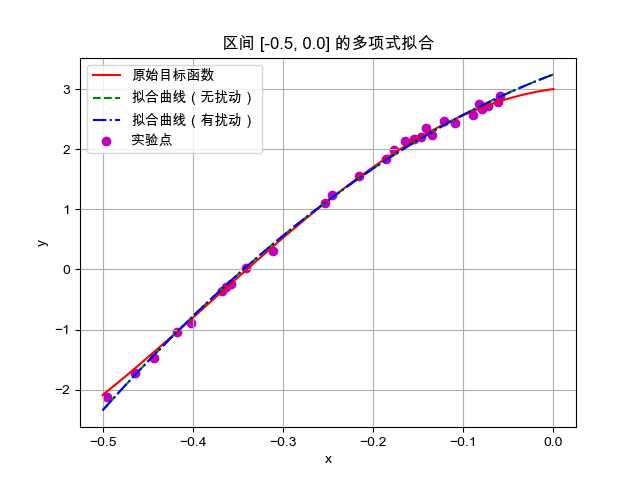 区间 [-0.5, 0.0] 的多项式拟合
原始目标函数
拟合曲线（无扰动）
拟合曲线（有扰动）
实验点
y
3
2
1
0
−1
−2
−0.5 −0.4 −0.3 −0.2 −0.1 0.0
x